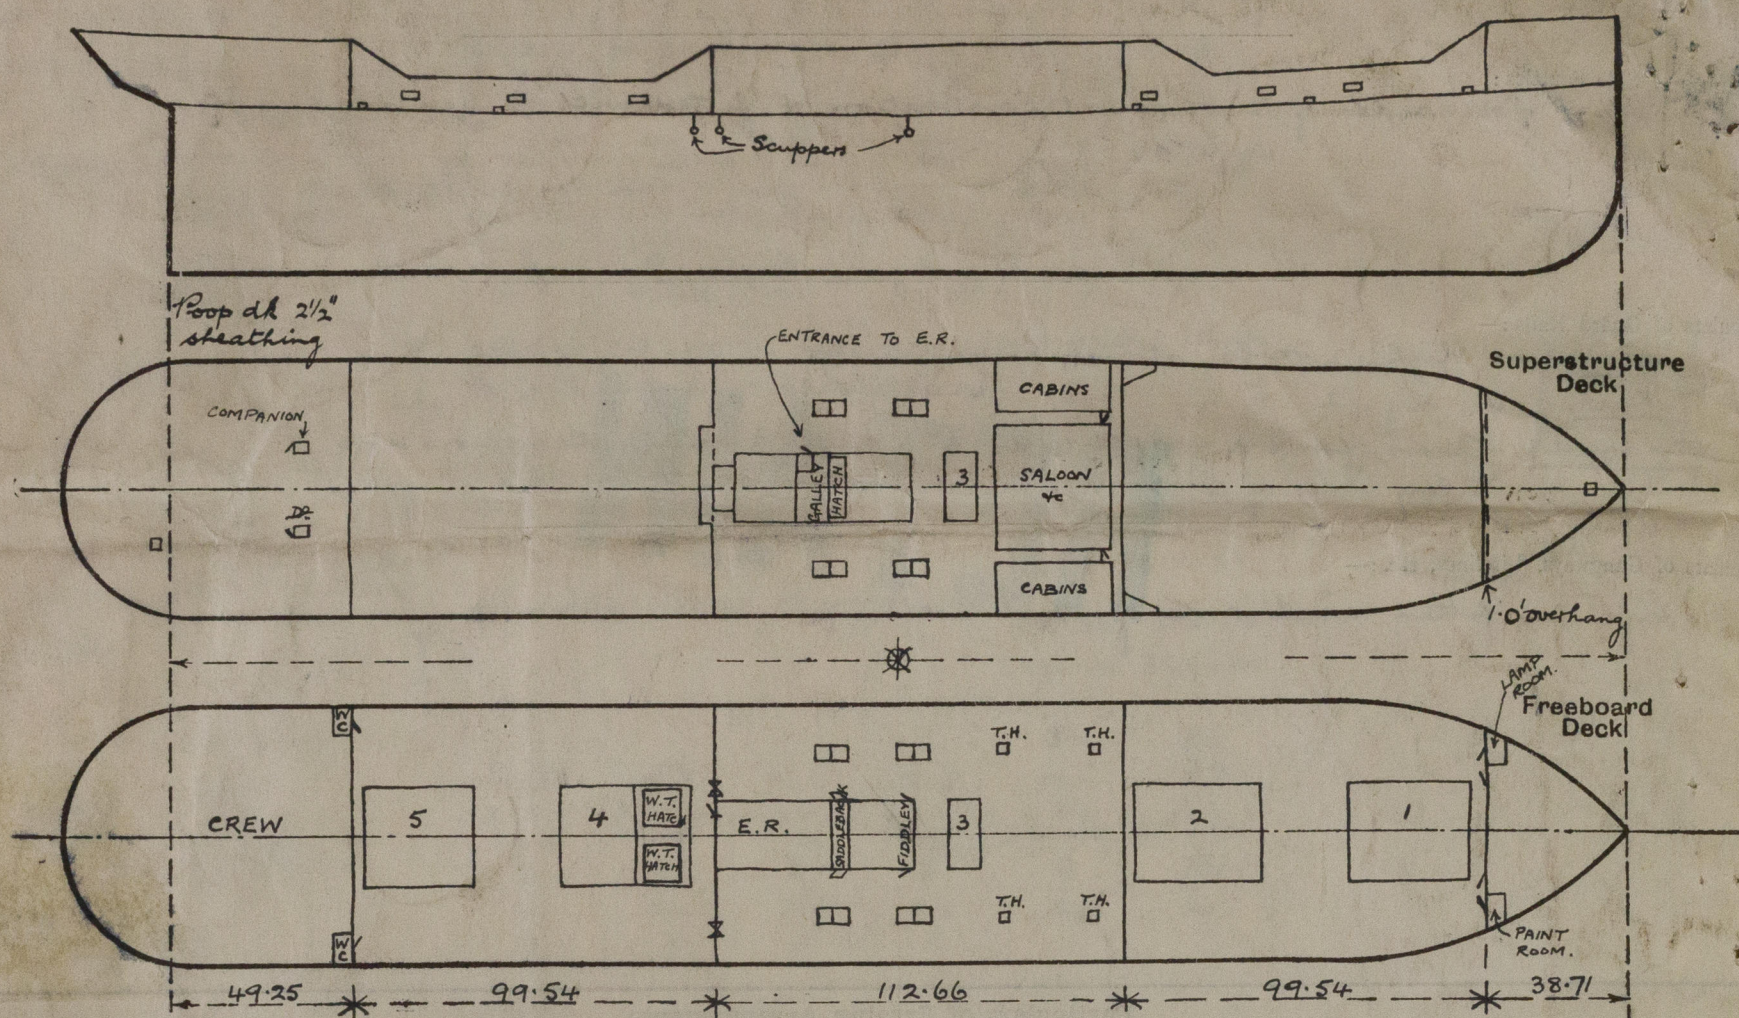 Scuppers
Poop dk 2½"
sheathing
ENTRANCE TO E.R.
Superstructure
Deck
COMPANION
CABINS
GALLEY
HATCH
3
SALOON
&c
Do.
CABINS
1·0' overhang
LAMP
ROOM.
Freeboard
Deck
W
C
T.H.
T.H.
CREW
5
4
W.T.
HATCH
W.T.
HATCH
E.R.
SADDLEBACK
FIDDLEY
3
2
1
T.H.
T.H.
W
C
PAINT
ROOM.
49·25
99·54
112·66
99·54
38·71